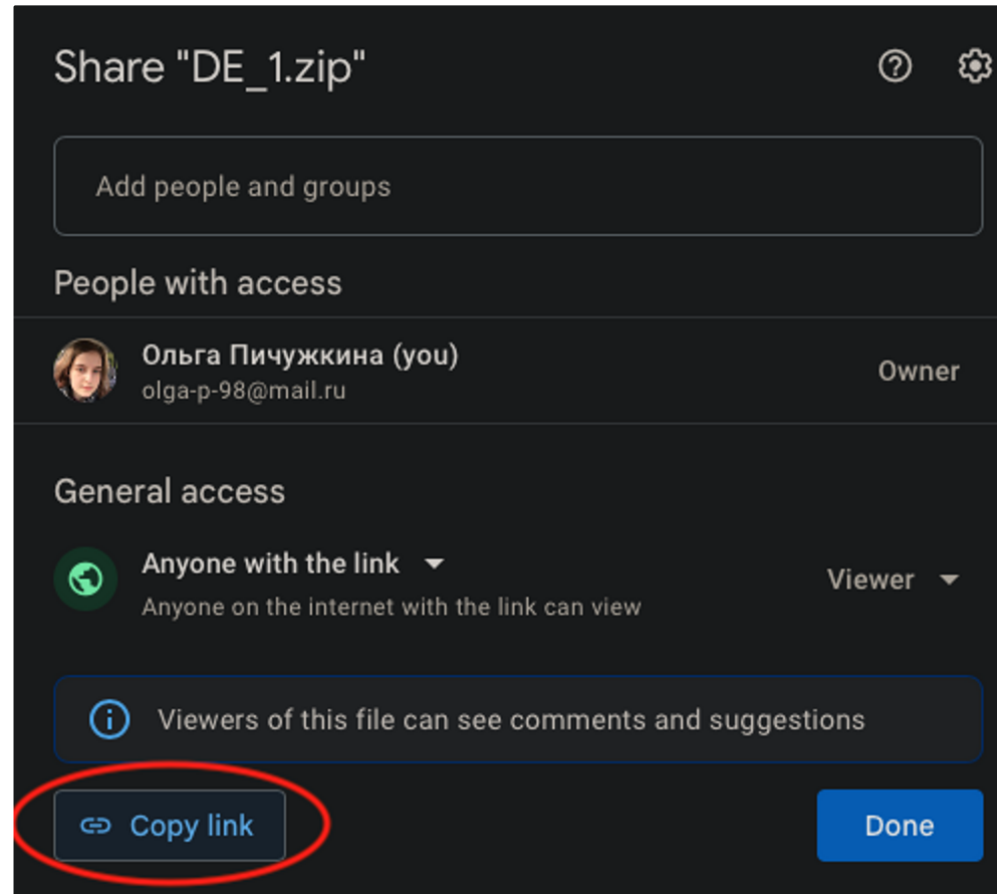 Share "DE_1.zip"
Add people and groups
People with access
Ольга Пичужкина (you)
olga-p-98@mail.ru
Owner
General access
Anyone with the link
Anyone on the internet with the link can view
Viewer
Viewers of this file can see comments and suggestions
Copy link
Done